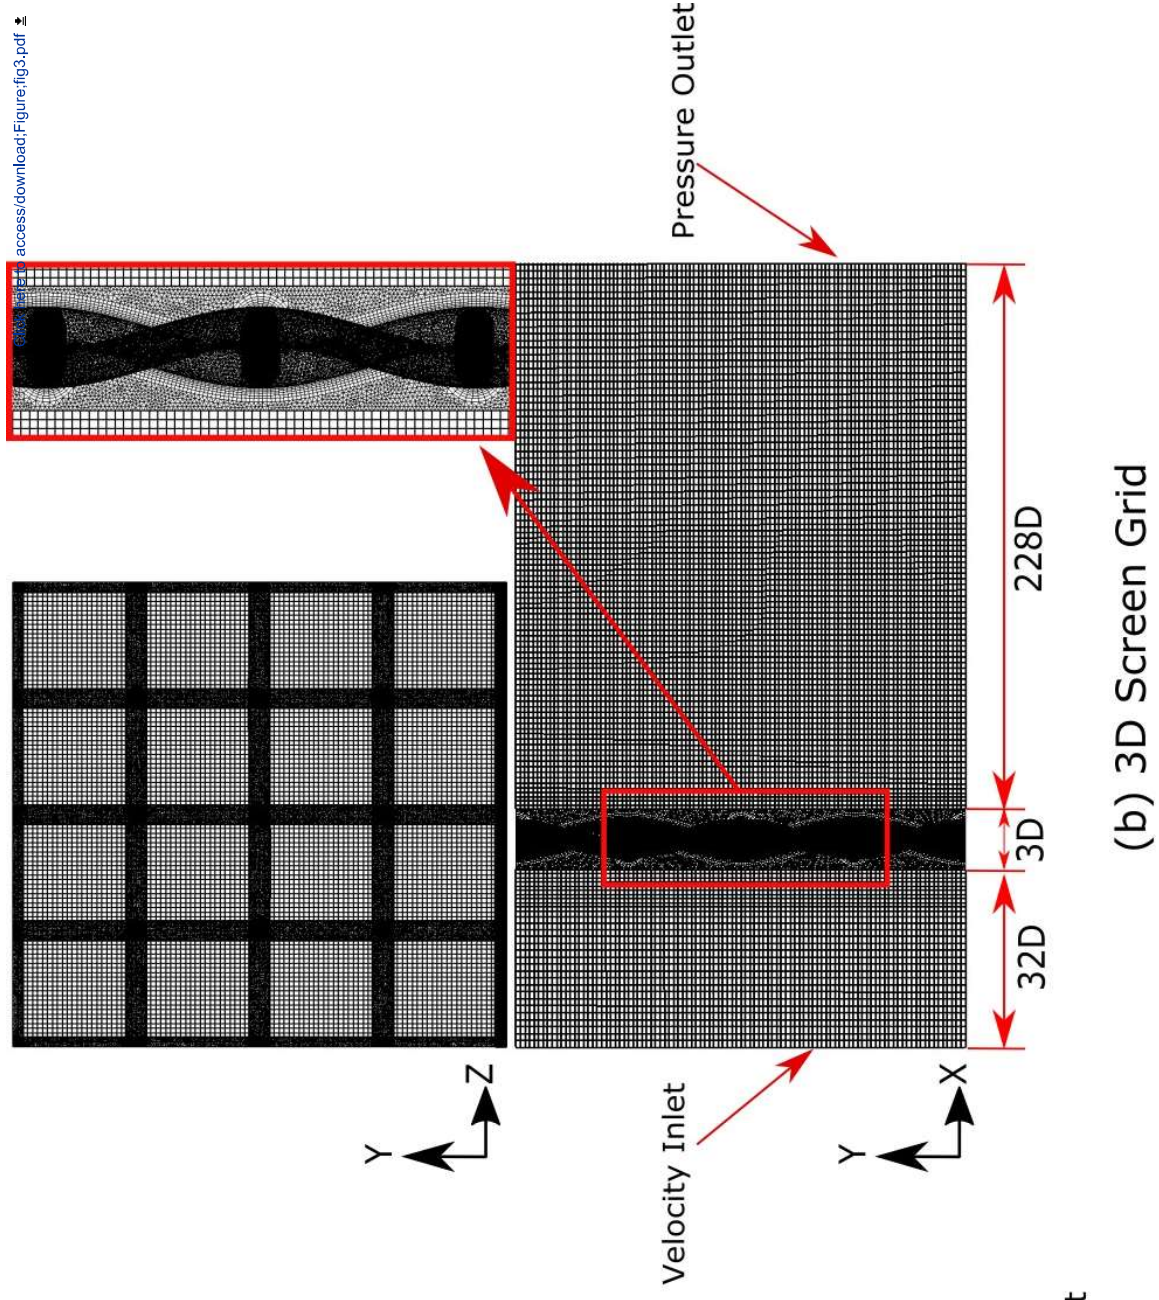 Click here to access/download;Figure;fig3.pdf
Y
Z
Pressure Outlet
Velocity Inlet
Y
X
32D
3D
228D
(b) 3D Screen Grid
t